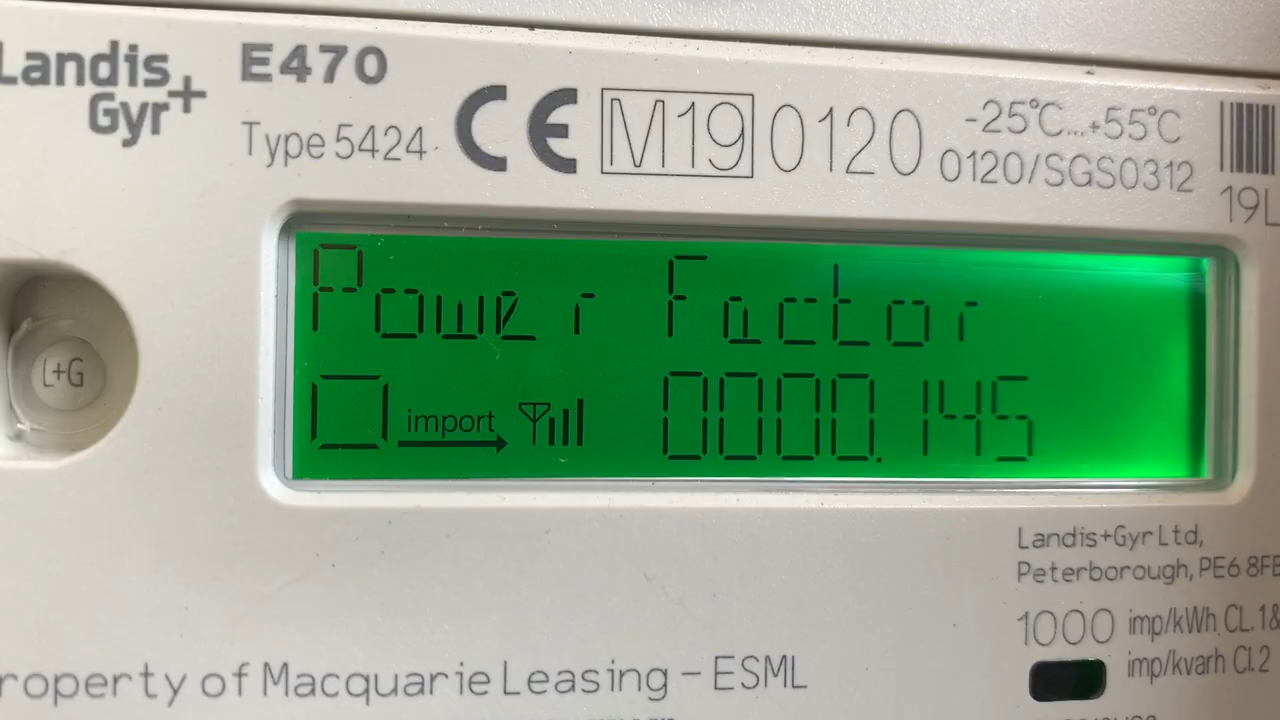 Landis
Gyr+
E470
Type 5424
CE M19 0120
-25°C...+55°C
0120/SGS0312
19L
L+G
Power Factor
import
0000.145
Landis+Gyr Ltd,
Peterborough, PE6 8FE
1000 imp/kWh CL.1&
imp/kvarh Cl.2
roperty of Macquarie Leasing - ESML